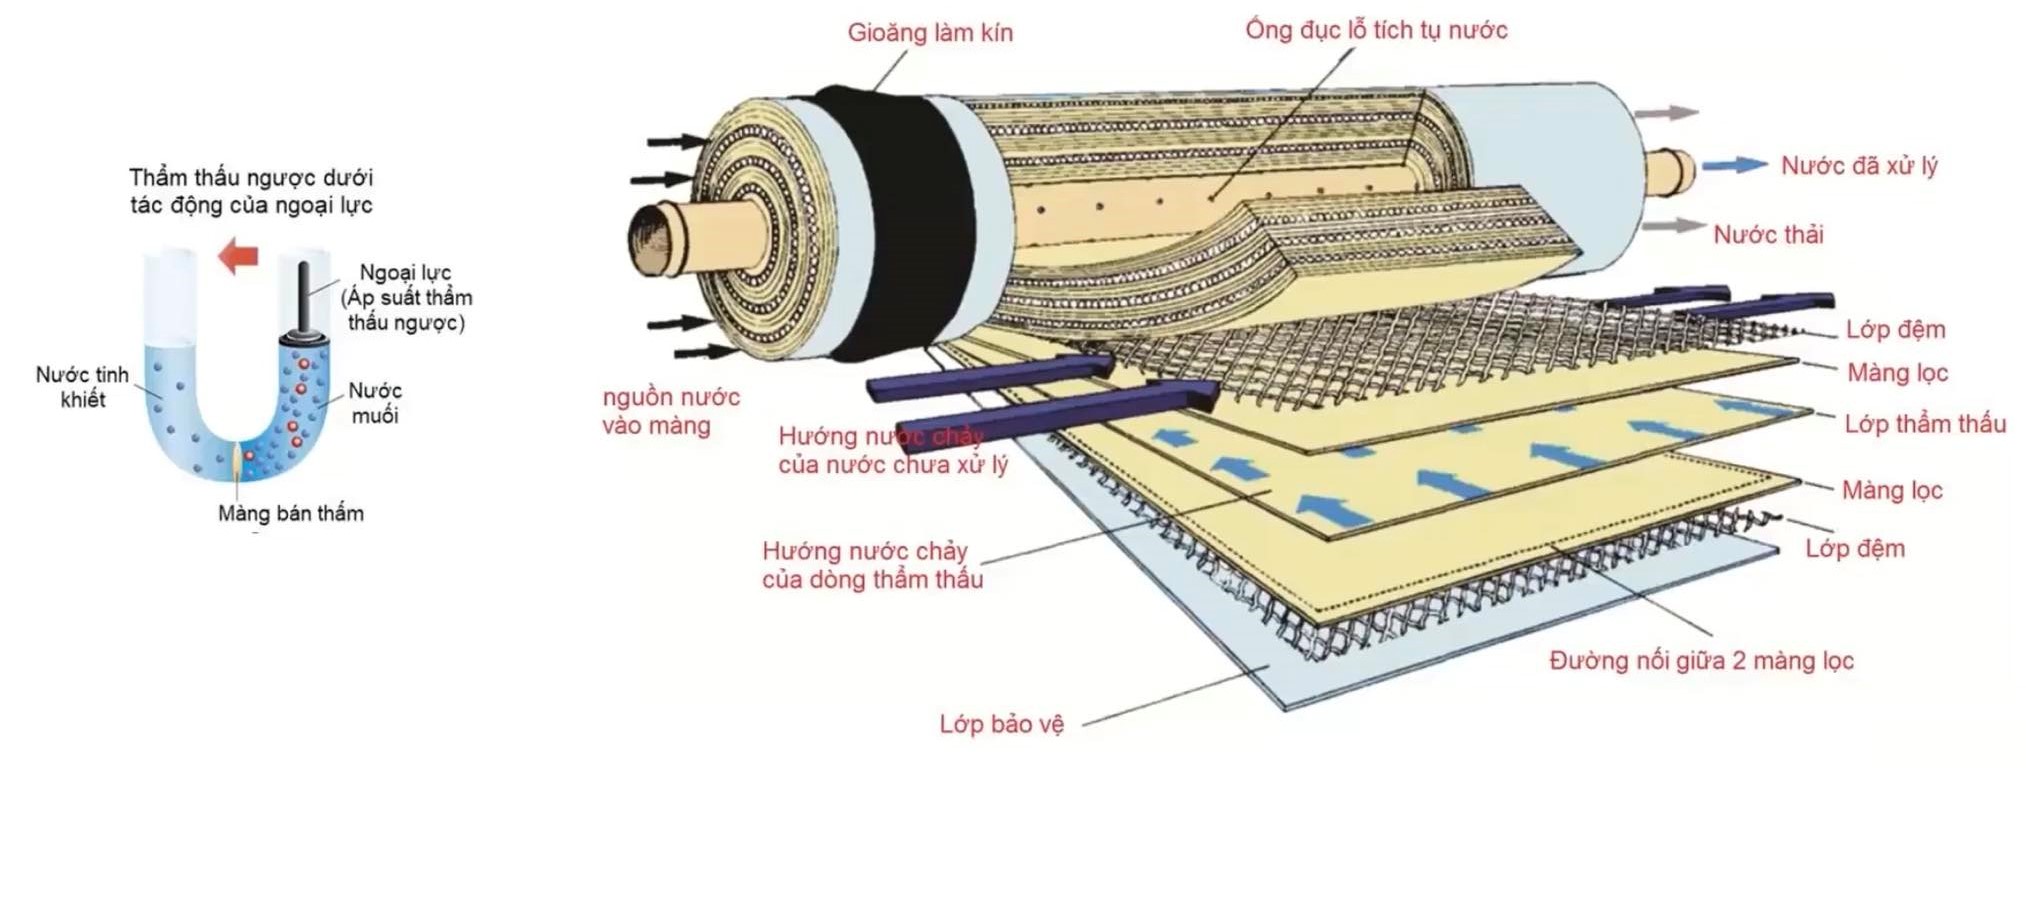 Thẩm thấu ngược dưới
tác động của ngoại lực
Ngoại lực
(Áp suất thẩm
thấu ngược)
Nước tinh
khiết
Nước
muối
Màng bán thấm
Gioăng làm kín
Ống đục lỗ tích tụ nước
Nước đã xử lý
Nước thải
nguồn nước
vào màng
Hướng nước chảy
của nước chưa xử lý
Hướng nước chảy
của dòng thẩm thấu
Lớp đệm
Màng lọc
Lớp thẩm thấu
Màng lọc
Lớp đệm
Đường nối giữa 2 màng lọc
Lớp bảo vệ